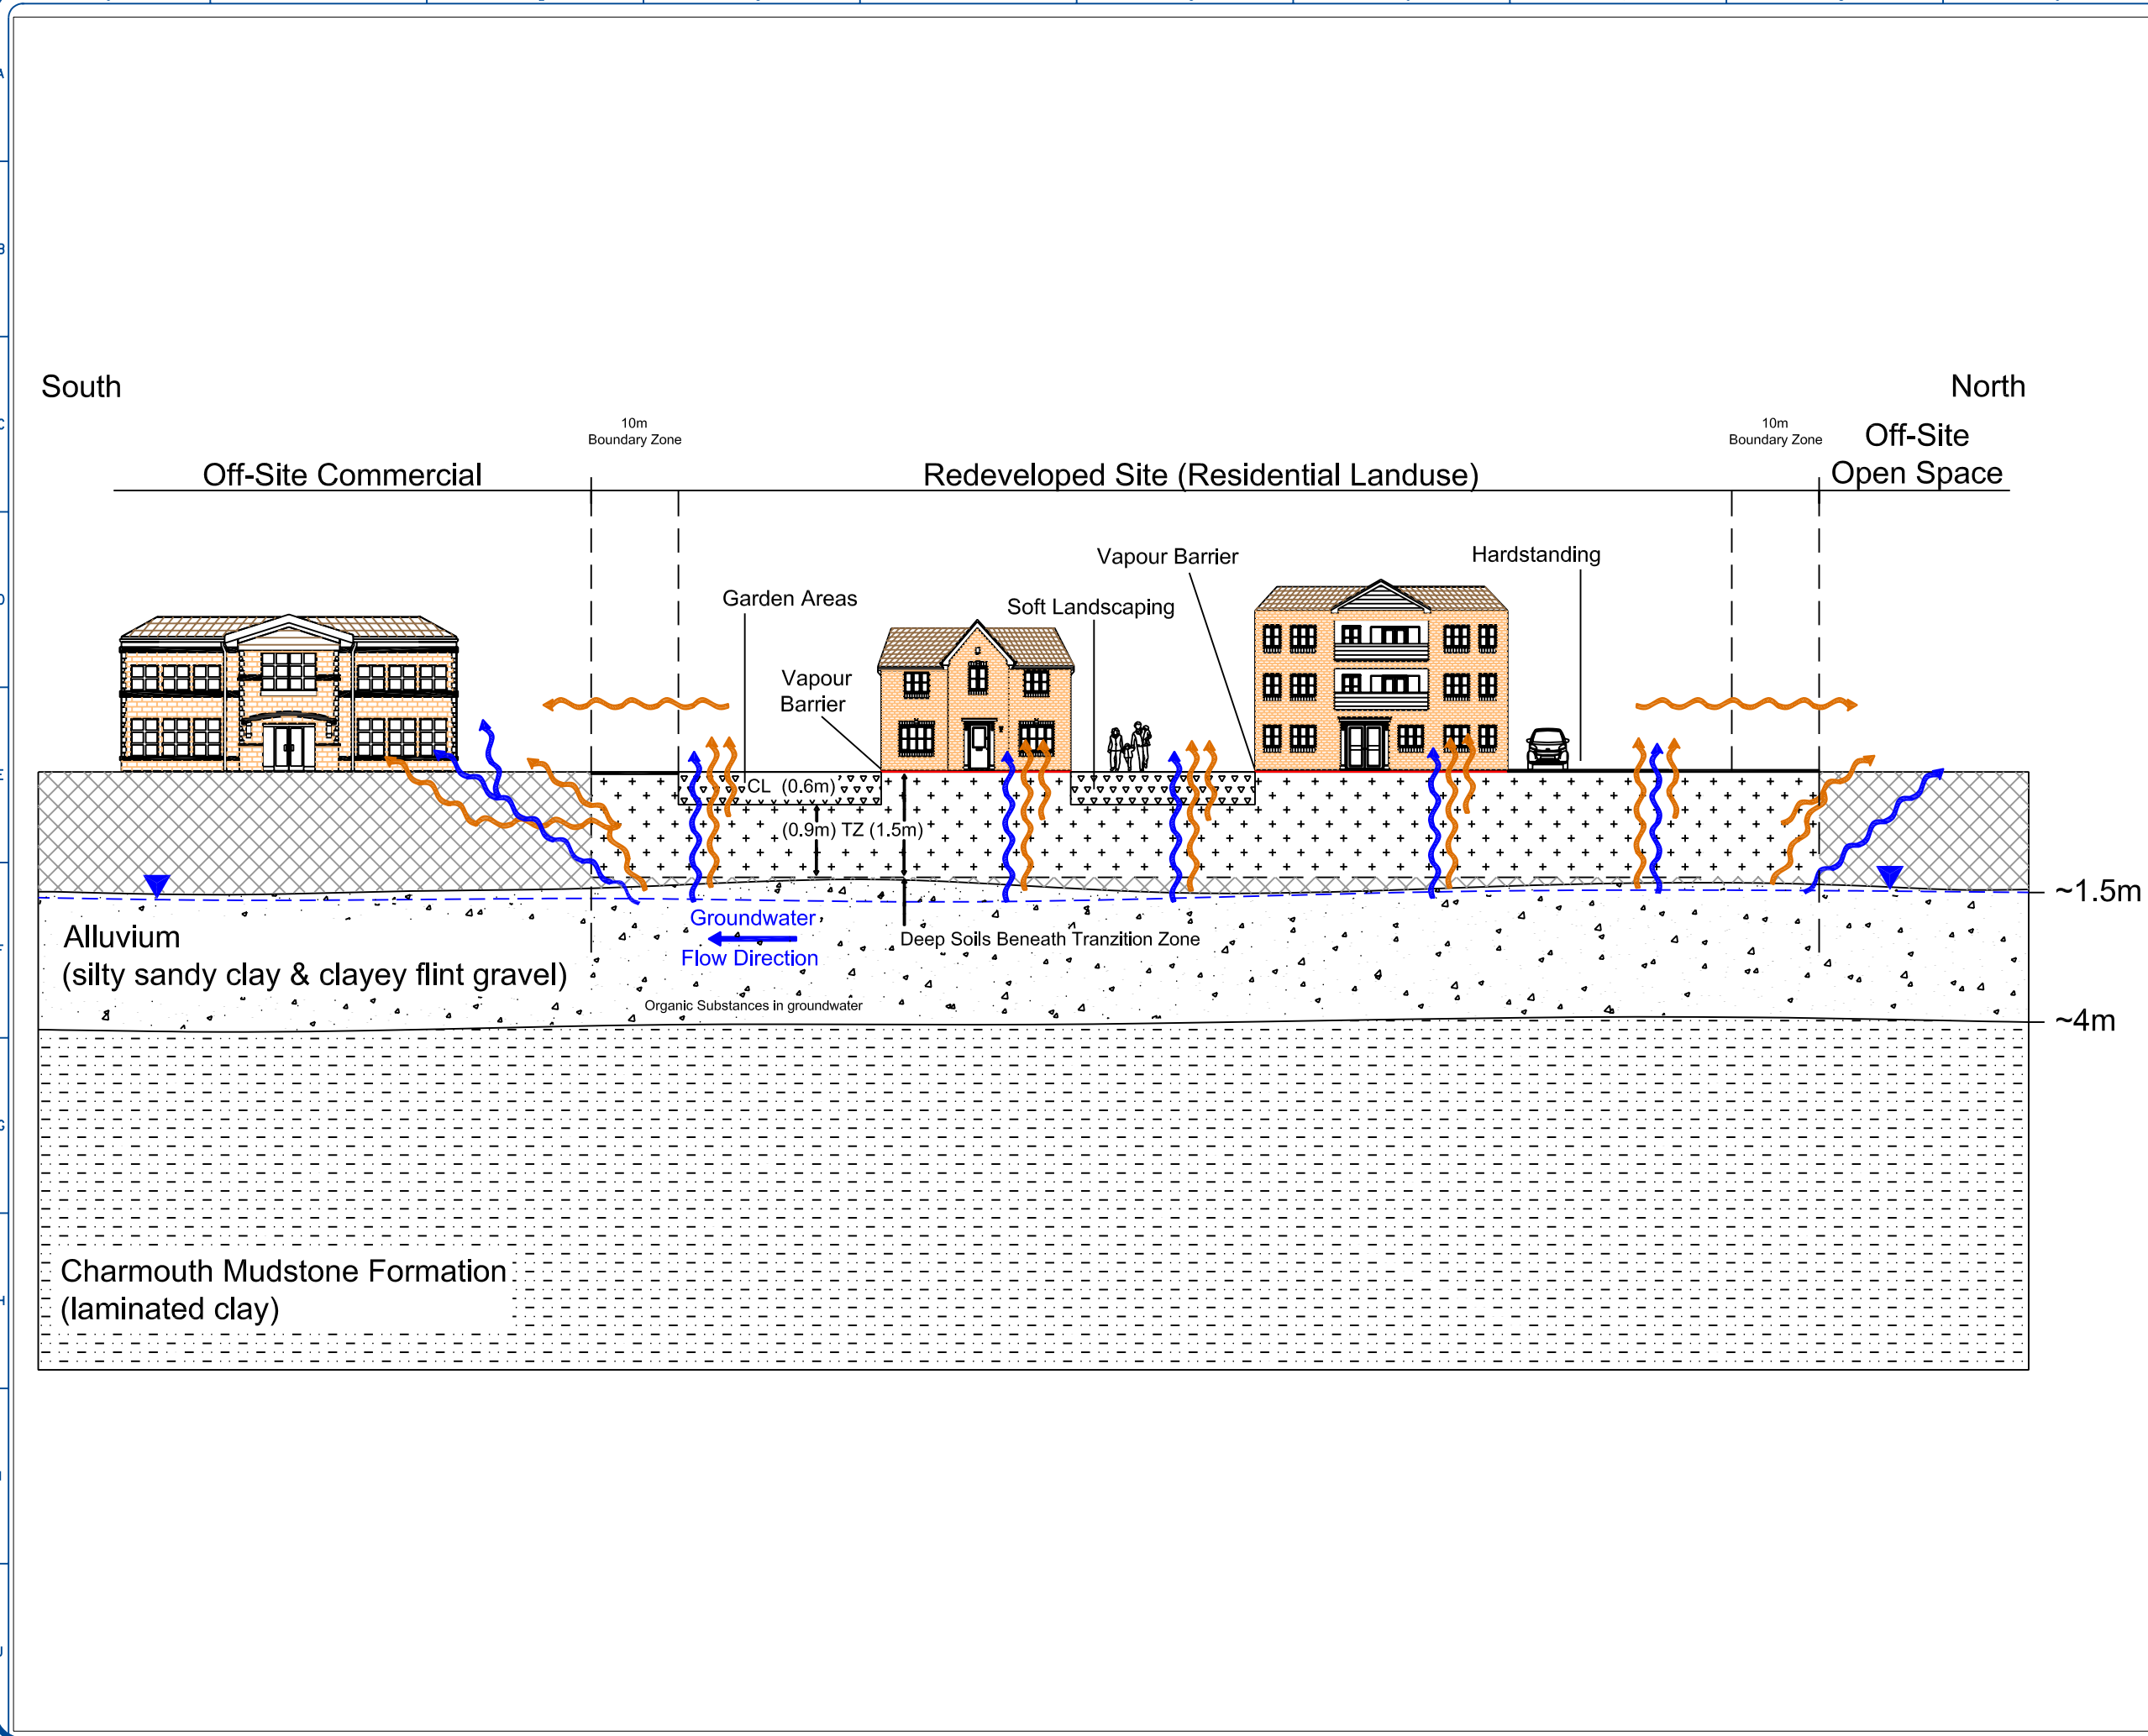 South
North
10m
Boundary Zone
10m
Boundary Zone
Off-Site
Open Space
Off-Site Commercial
Redeveloped Site (Residential Landuse)
Vapour Barrier
Hardstanding
Garden Areas
Soft Landscaping
Vapour
Barrier
CL (0.6m)
(0.9m) TZ (1.5m)
~1.5m
Groundwater
Flow Direction
Deep Soils Beneath Tranzition Zone
Alluvium
(silty sandy clay & clayey flint gravel)
Organic Substances in groundwater
~4m
Charmouth Mudstone Formation
(laminated clay)